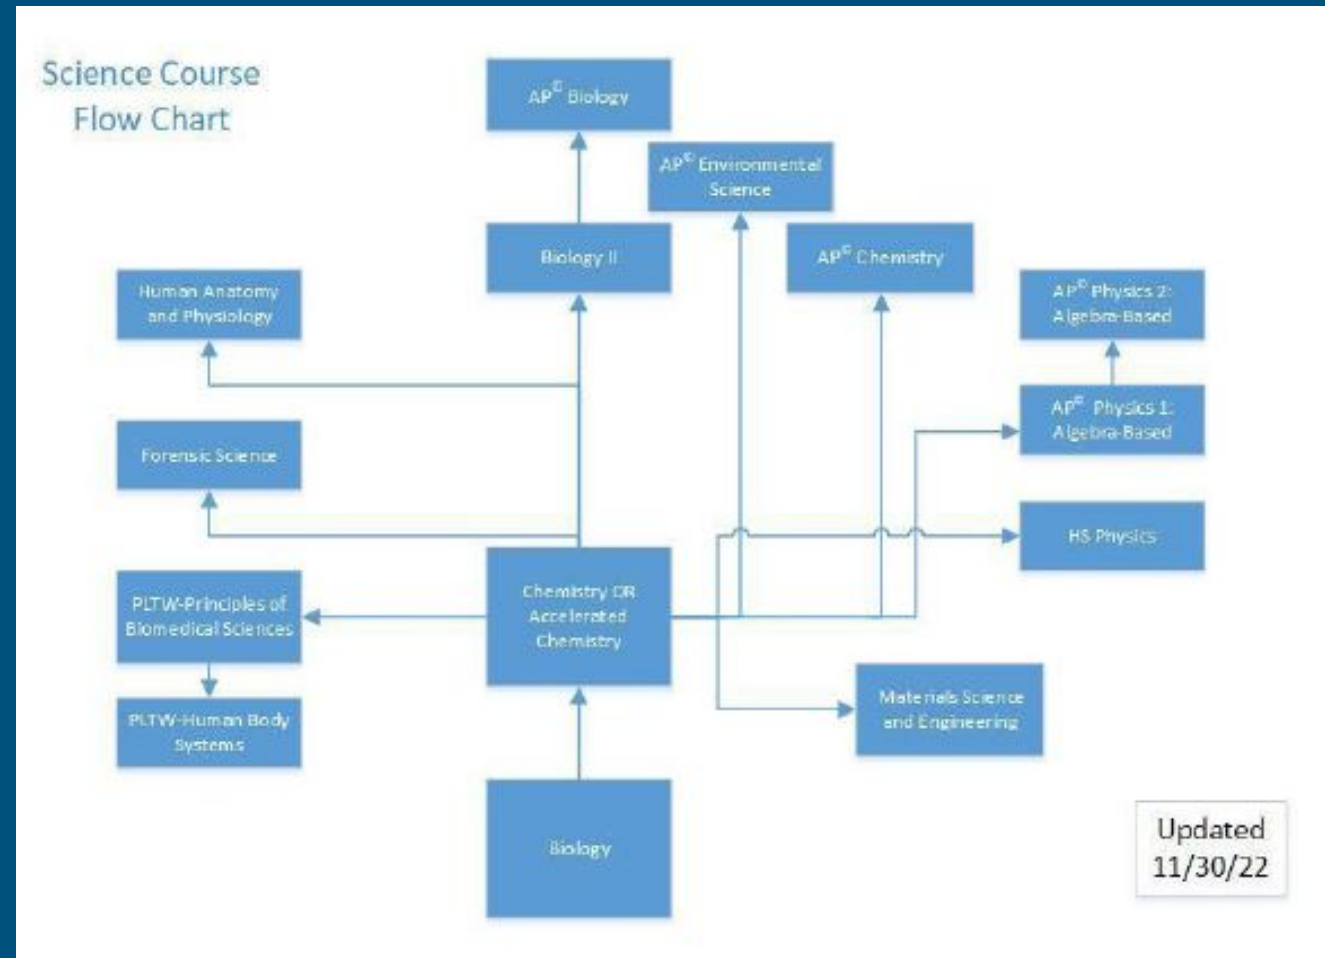 Science Course
Flow Chart
AP© Biology
AP© Environmental
Science
Biology II
AP© Chemistry
Human Anatomy
and Physiology
AP© Physics 2:
Algebra-Based
AP© Physics 1:
Algebra-Based
Forensic Science
HS Physics
Chemistry OR
Accelerated
Chemistry
PLTW-Principles of
Biomedical Sciences
PLTW-Human Body
Systems
Materials Science
and Engineering
Biology
Updated
11/30/22